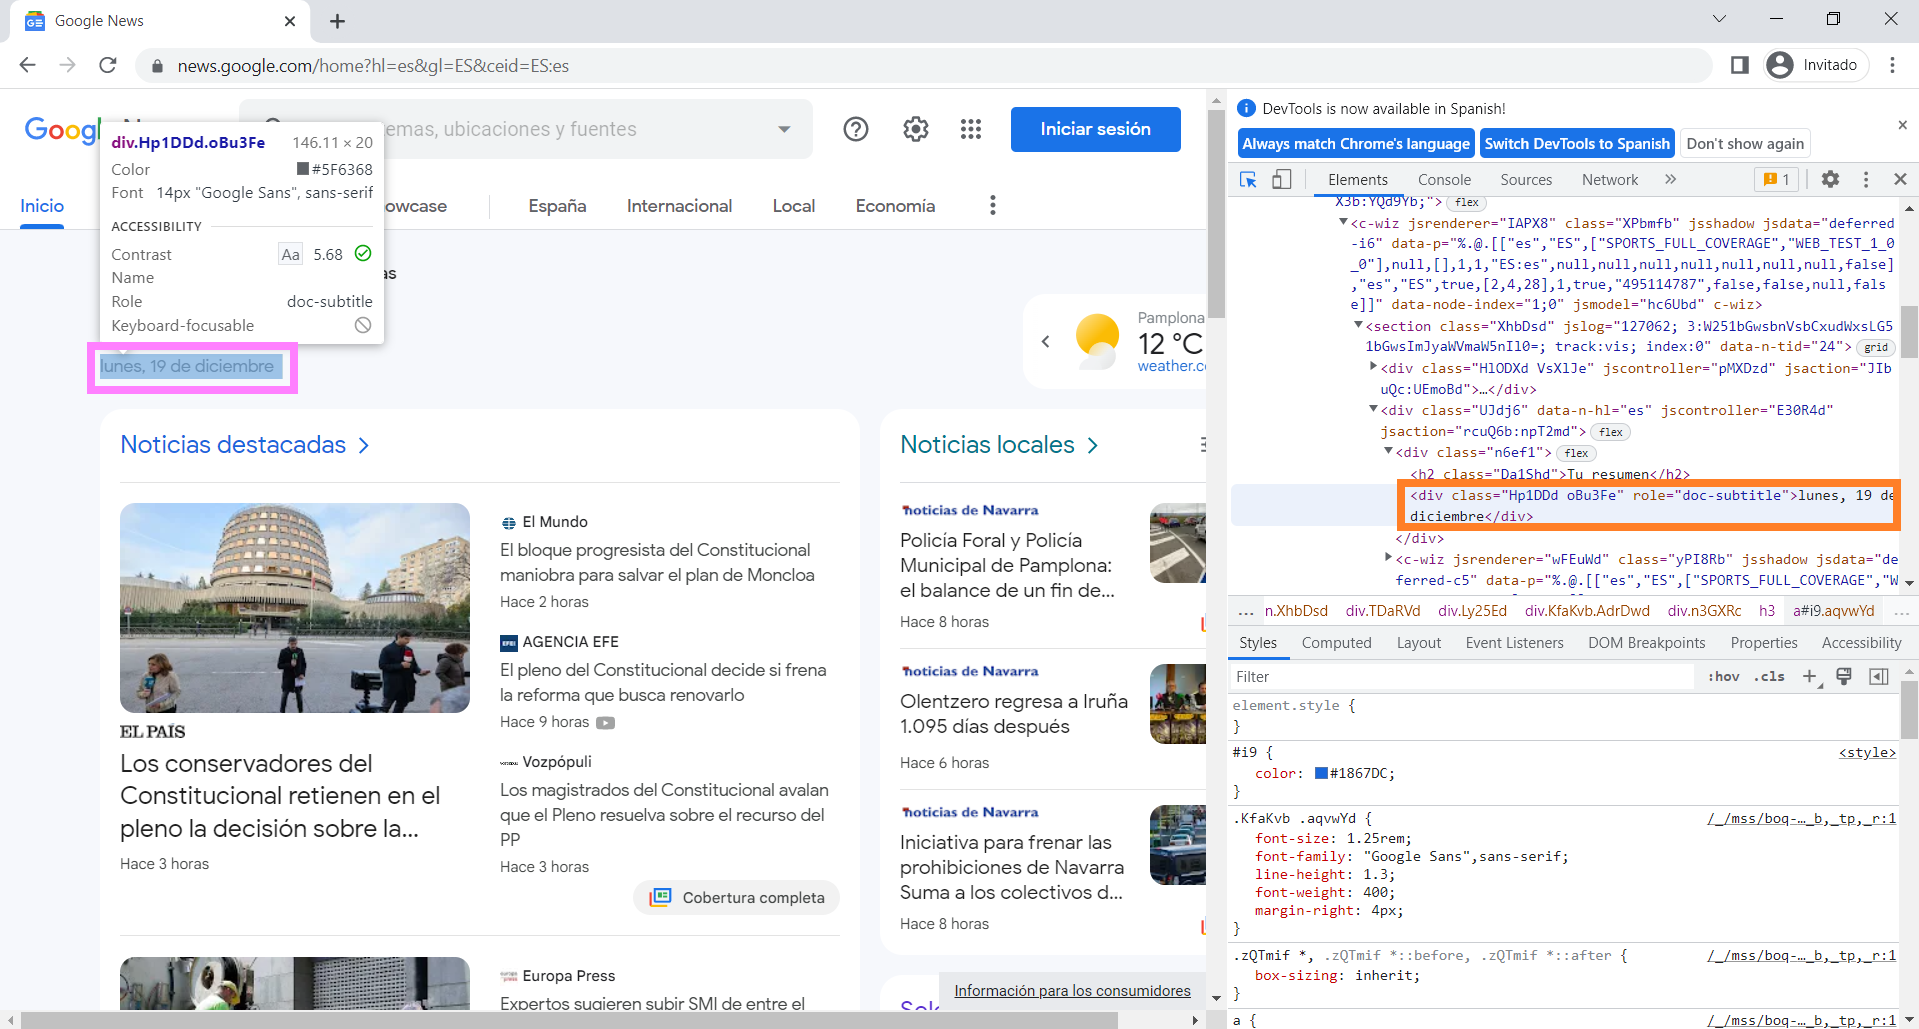 Google News
news.google.com/home?hl=es&gl=ES&ceid=ES:es
Invitado
Goog
emas, ubicaciones y fuentes
Iniciar sesión
Inicio
owcase
España
Internacional
Local
Economía
div.Hp1DDd.oBu3Fe 146.11 × 20
Color #5F6368
Font 14px "Google Sans", sans-serif
ACCESSIBILITY
Contrast Aa 5.68
Name
Role doc-subtitle
Keyboard-focusable
as
lunes, 19 de diciembre
Pamplona
12 °C
weather.co
Noticias destacadas
EL PAÍS
Los conservadores del
Constitucional retienen en el
pleno la decisión sobre la...
Hace 3 horas
El Mundo
El bloque progresista del Constitucional
maniobra para salvar el plan de Moncloa
Hace 2 horas
EFE:
AGENCIA EFE
El pleno del Constitucional decide si frena
la reforma que busca renovarlo
Hace 9 horas
Vozpópuli
Los magistrados del Constitucional avalan
que el Pleno resuelva sobre el recurso del
PP
Hace 3 horas
Cobertura completa
Europa Press
Expertos sugieren subir SMI de entre el
Noticias locales
noticias de Navarra
Policía Foral y Policía
Municipal de Pamplona:
el balance de un fin de...
Hace 8 horas
noticias de Navarra
Olentzero regresa a Iruña
1.095 días después
Hace 6 horas
noticias de Navarra
Iniciativa para frenar las
prohibiciones de Navarra
Suma a los colectivos d...
Hace 8 horas
Información para los consumidores
DevTools is now available in Spanish!
Always match Chrome's language
Switch DevTools to Spanish
Don't show again
Elements
Console
Sources
Network
1
X3b:YQd9Yb;"> flex
<c-wiz jsrenderer="IAPX8" class="XPbmfb" jsshadow jsdata="deferred
-i6" data-p="%.@.[["es","ES",["SPORTS_FULL_COVERAGE","WEB_TEST_1_0
_0"],null,[],1,1,"ES:es",null,null,null,null,null,null,null,false]
,"es","ES",true,[2,4,28],1,true,"495114787",false,false,null,fals
e]]" data-node-index="1;0" jsmodel="hc6Ubd" c-wiz>
<section class="XhbDsd" jslog="127062; 3:W251bGwsbnVsbCxudWxsLG5
1bGwsImJyaWVmaW5nIl0=; track:vis; index:0" data-n-tid="24"> grid
<div class="HlODXd VsXlJe" jscontroller="pMXDzd" jsaction="JIb
uQc:UEmoBd">…</div>
<div class="UJdj6" data-n-hl="es" jscontroller="E30R4d"
jsaction="rcuQ6b:npT2md"> flex
<div class="n6ef1"> flex
<h2 class="Da1Shd">Tu resumen</h2>
<div class="Hp1DDd oBu3Fe" role="doc-subtitle">lunes, 19 de
diciembre</div>
</div>
<c-wiz jsrenderer="wFEuWd" class="yPI8Rb" jsshadow jsdata="de
ferred-c5" data-p="%.@.[["es","ES",["SPORTS_FULL_COVERAGE","W
... n.XhbDsd div.TDaRVd div.Ly25Ed div.KfaKvb.AdrDwd div.n3GXRc h3 a#i9.aqvwYd ...
Styles
Computed
Layout
Event Listeners
DOM Breakpoints
Properties
Accessibility
Filter
:hov .cls
element.style {
}
#i9 { <style>
color: #1867DC;
}
.KfaKvb .aqvwYd { /_/mss/boq-…_b,_tp,_r:1
font-size: 1.25rem;
font-family: "Google Sans",sans-serif;
line-height: 1.3;
font-weight: 400;
margin-right: 4px;
}
.zQTmif *, .zQTmif *::before, .zQTmif *::after { /_/mss/boq-…_b,_tp,_r:1
box-sizing: inherit;
}
a { /_/mss/boq-…_b,_tp,_r:1